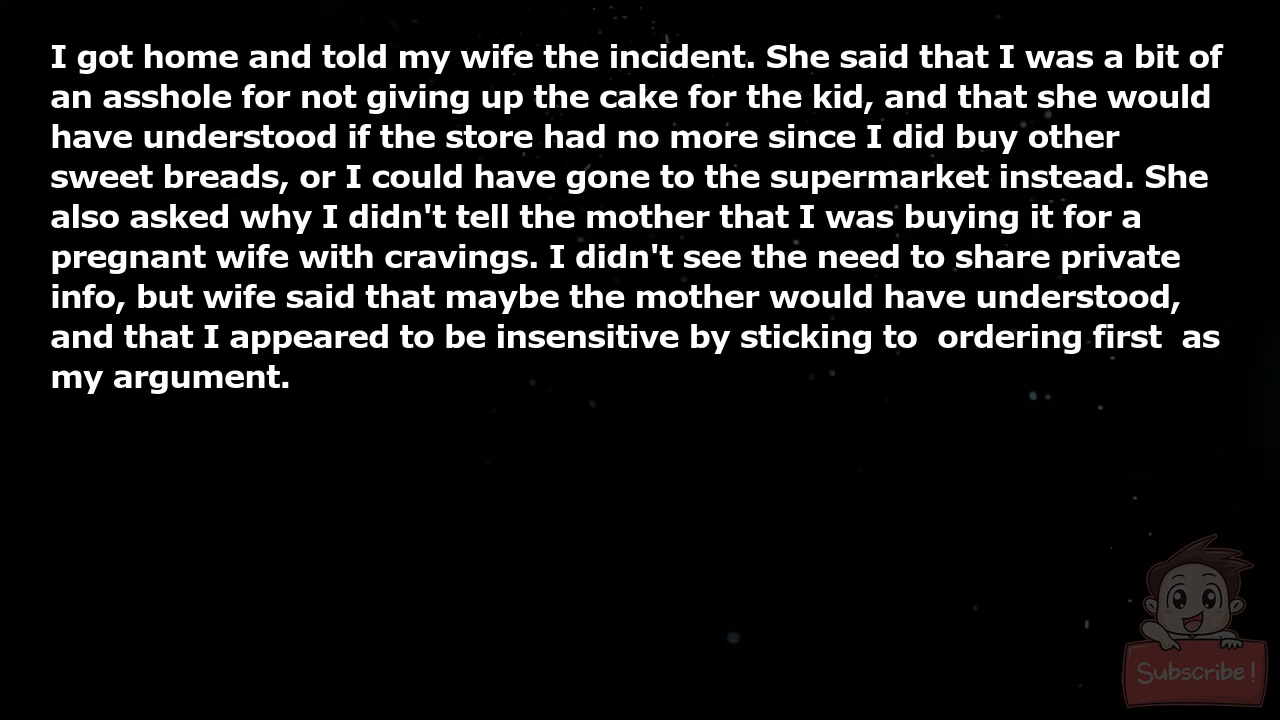 I got home and told my wife the incident. She said that I was a bit of
an asshole for not giving up the cake for the kid, and that she would
have understood if the store had no more since I did buy other
sweet breads, or I could have gone to the supermarket instead. She
also asked why I didn't tell the mother that I was buying it for a
pregnant wife with cravings. I didn't see the need to share private
info, but wife said that maybe the mother would have understood,
and that I appeared to be insensitive by sticking to  ordering first  as
my argument.
Subscribe!